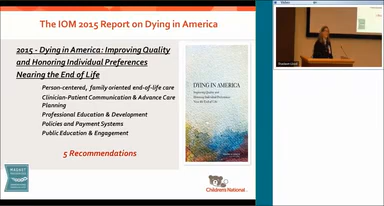 The IOM 2015 Report on Dying in America
2015 - Dying in America: Improving Quality
and Honoring Individual Preferences
Nearing the End of Life
Person-centered, family oriented end-of-life care
Clinician-Patient Communication & Advance Care
Planning
Professional Education & Development
Policies and Payment Systems
Public Education & Engagement
5 Recommendations
DYING IN
AMERICA
MAGNET
Children's National